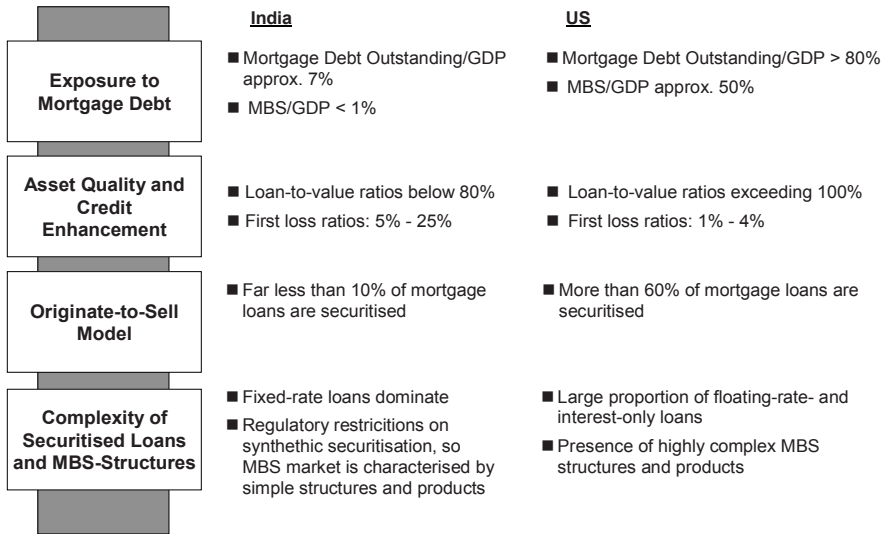 India
US
Exposure to
Mortgage Debt
■ Mortgage Debt Outstanding/GDP
approx. 7%
■ MBS/GDP < 1%
■ Mortgage Debt Outstanding/GDP > 80%
■ MBS/GDP approx. 50%
Asset Quality and
Credit
Enhancement
■ Loan-to-value ratios below 80%
■ First loss ratios: 5% - 25%
■ Loan-to-value ratios exceeding 100%
■ First loss ratios: 1% - 4%
Originate-to-Sell
Model
■ Far less than 10% of mortgage
loans are securitised
■ More than 60% of mortgage loans are
securitised
Complexity of
Securitised Loans
and MBS-Structures
■ Fixed-rate loans dominate
■ Regulatory restricitions on
synthethic securitisation, so
MBS market is characterised by
simple structures and products
■ Large proportion of floating-rate- and
interest-only loans
■ Presence of highly complex MBS
structures and products